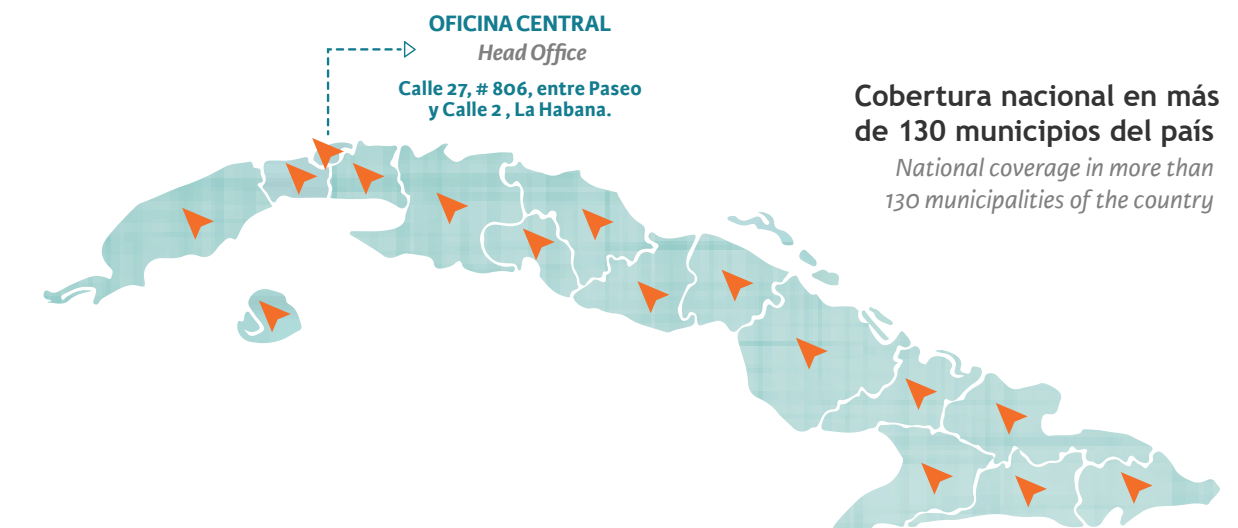 OFICINA CENTRAL
Head Office
Calle 27, # 806, entre Paseo
y Calle 2 , La Habana.
Cobertura nacional en más
de 130 municipios del país
National coverage in more than
130 municipalities of the country